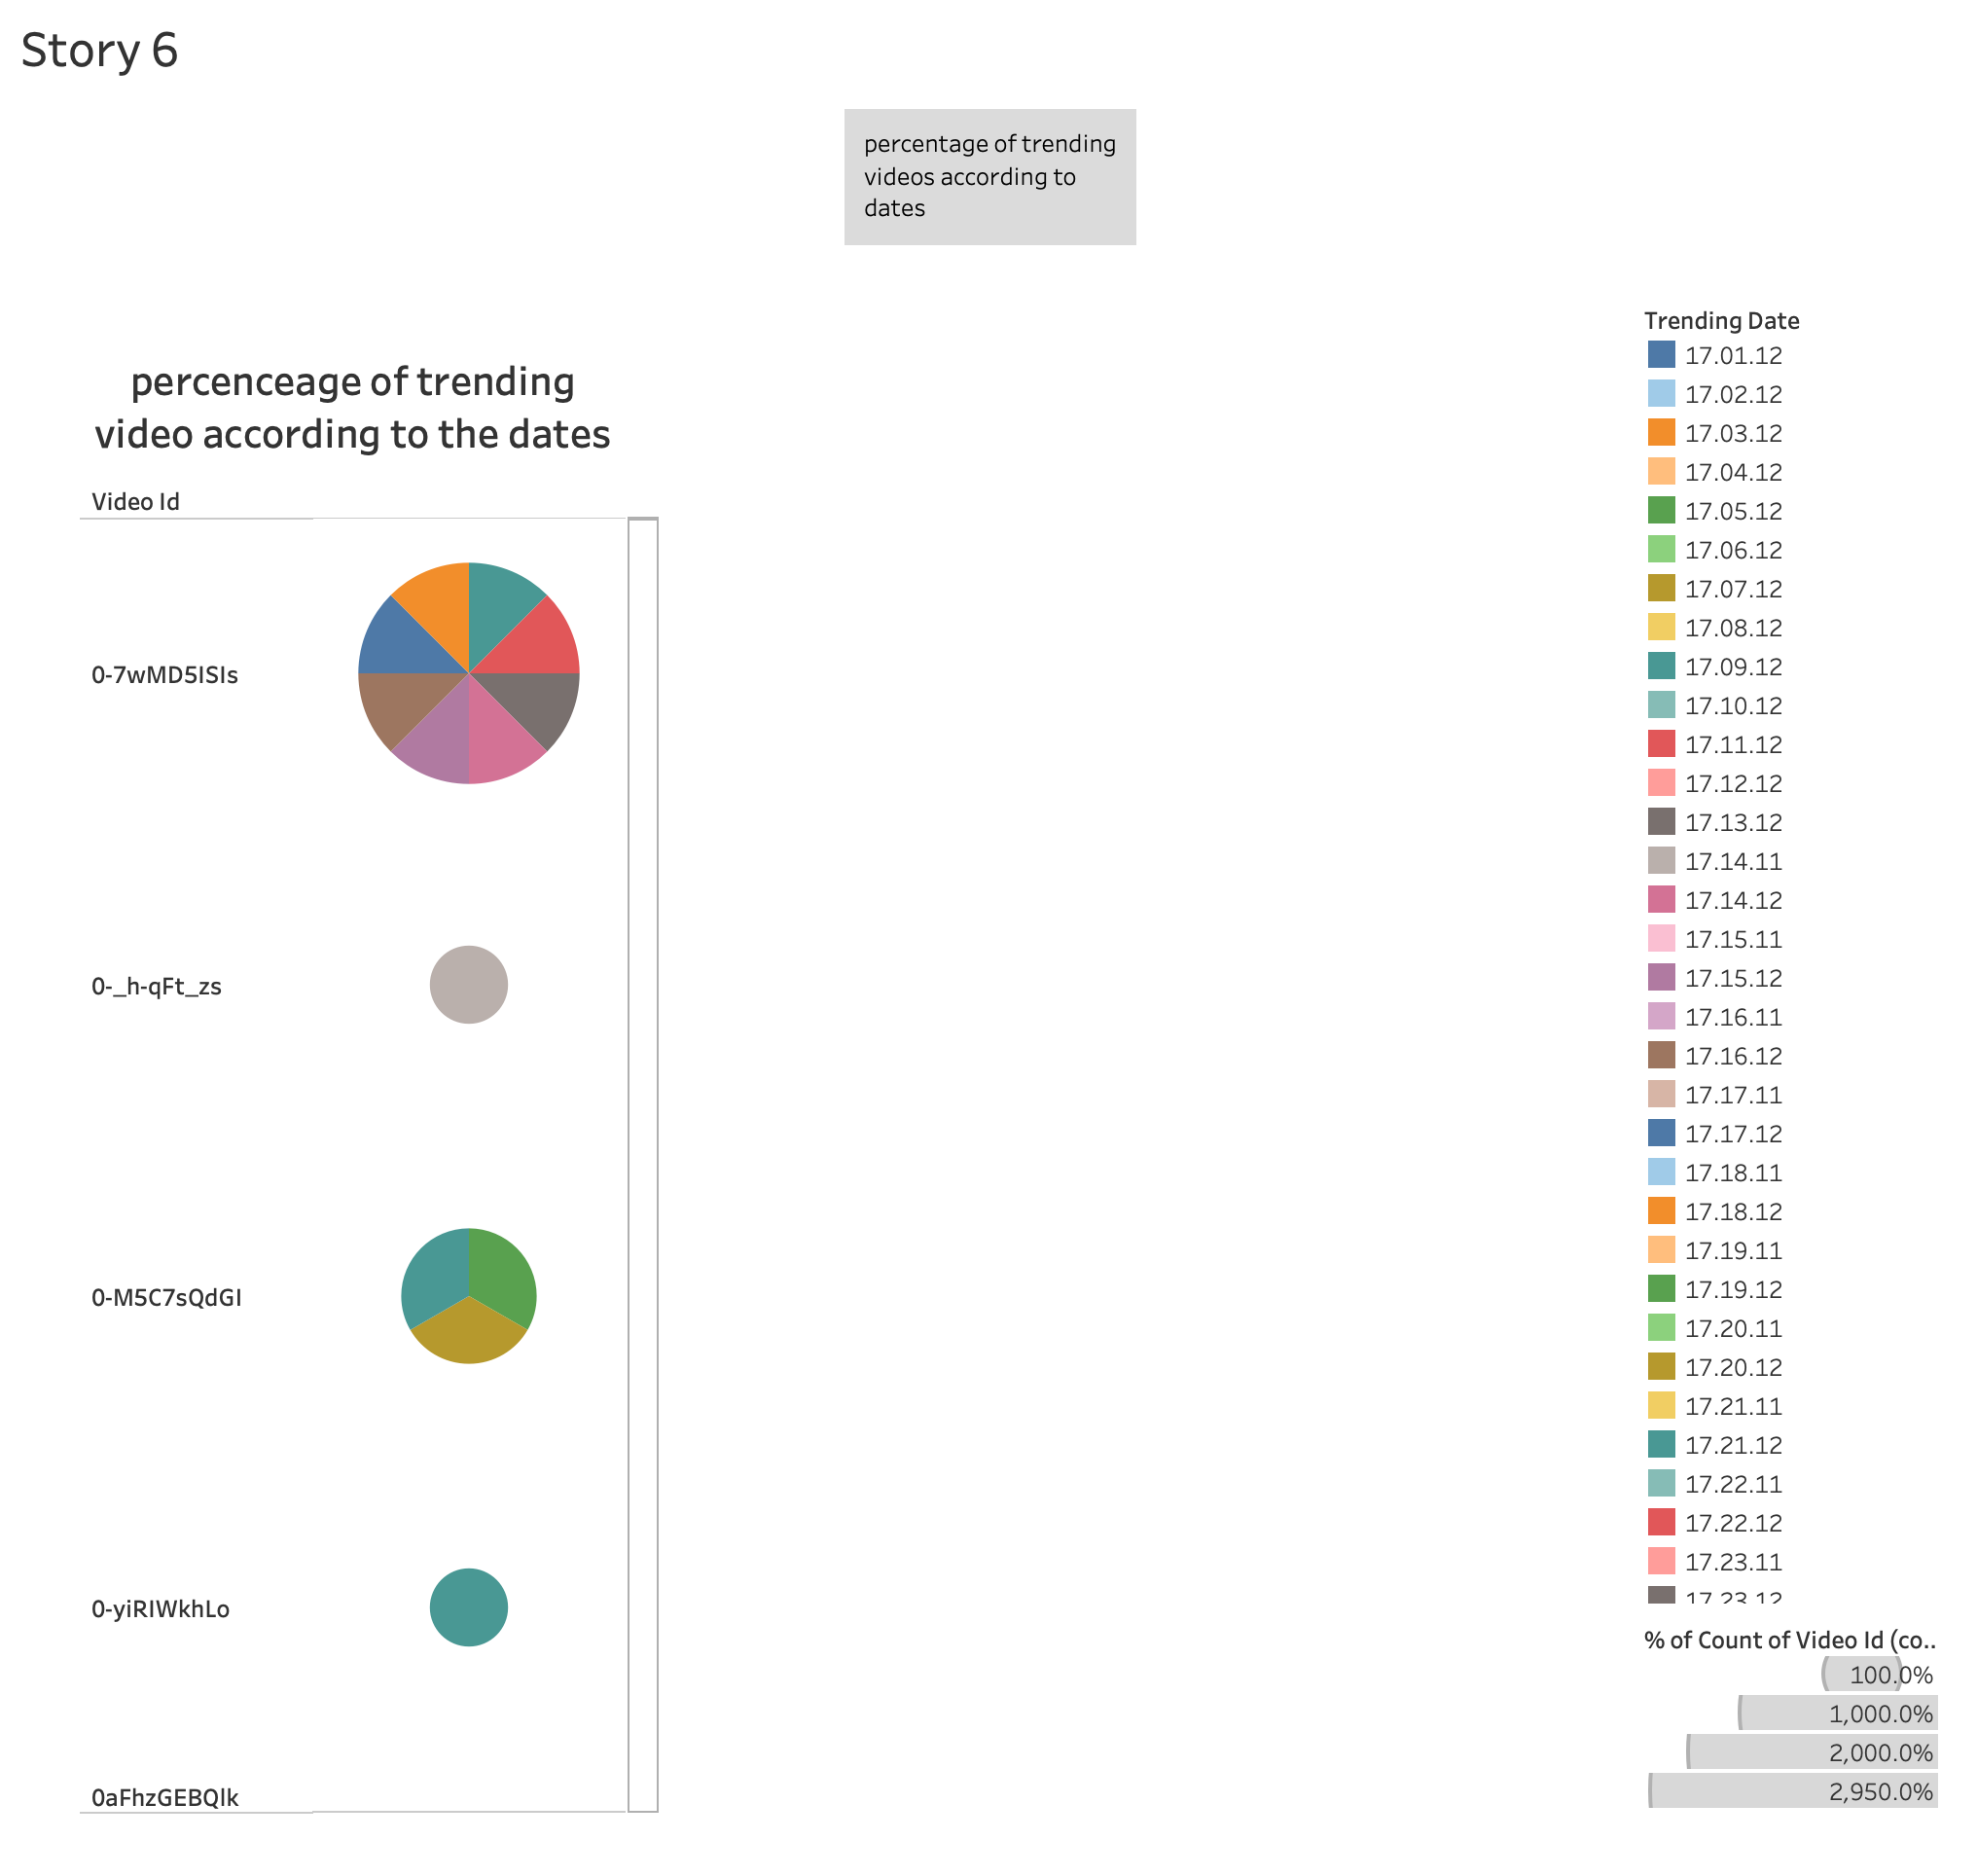 Story 6
percentage of trending
videos according to
dates
percenceage of trending
video according to the dates
Video Id
0-7wMD5ISIs
0-_h-qFt_zs
0-M5C7sQdGI
0-yiRIWkhLo
0aFhzGEBQlk
Trending Date
17.01.12
17.02.12
17.03.12
17.04.12
17.05.12
17.06.12
17.07.12
17.08.12
17.09.12
17.10.12
17.11.12
17.12.12
17.13.12
17.14.11
17.14.12
17.15.11
17.15.12
17.16.11
17.16.12
17.17.11
17.17.12
17.18.11
17.18.12
17.19.11
17.19.12
17.20.11
17.20.12
17.21.11
17.21.12
17.22.11
17.22.12
17.23.11
17.23.12
% of Count of Video Id (co..
100.0%
1,000.0%
2,000.0%
2,950.0%